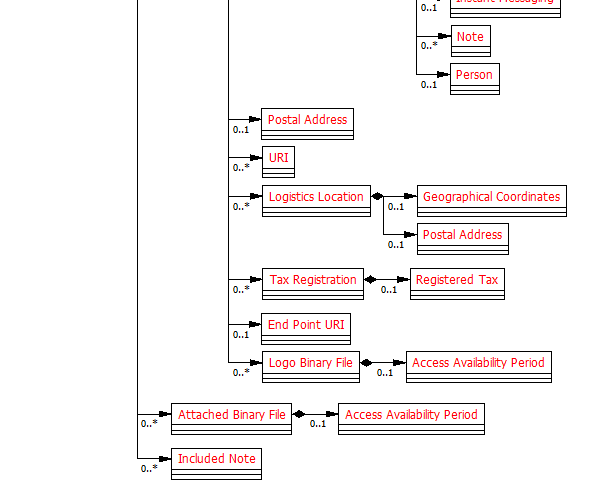 Instant Messaging
0..1
Note
0..*
Person
0..1
Postal Address
0..1
URI
0..*
Logistics Location
0..*
Geographical Coordinates
0..1
Postal Address
0..1
Tax Registration
0..*
Registered Tax
0..1
End Point URI
0..1
Logo Binary File
0..*
Access Availability Period
0..1
Attached Binary File
0..*
Access Availability Period
0..1
Included Note
0..*